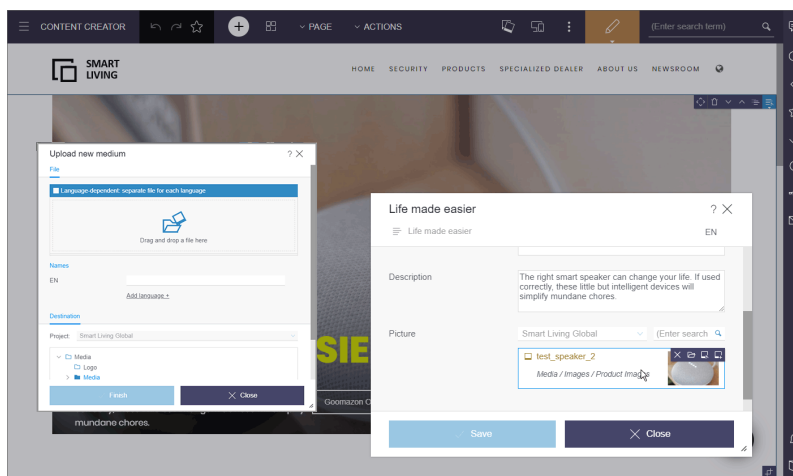 CONTENT CREATOR
PAGE
ACTIONS
(Enter search term)
SMART
LIVING
HOME
SECURITY
PRODUCTS
SPECIALIZED DEALER
ABOUT US
NEWSROOM
Upload new medium
?
File
Language-dependent: separate file for each language
Drag and drop a file here
Names
EN
Add language +
Destination
Project:
Smart Living Global
Media
Logo
Media
Finish
Close
SIE
Goomazon O
mundane chores.
Life made easier
?
Life made easier
EN
Description
The right smart speaker can change your life. If used
correctly, these little but intelligent devices will
simplify mundane chores.
Picture
Smart Living Global
(Enter search
test_speaker_2
Media / Images / Product Images
Save
Close